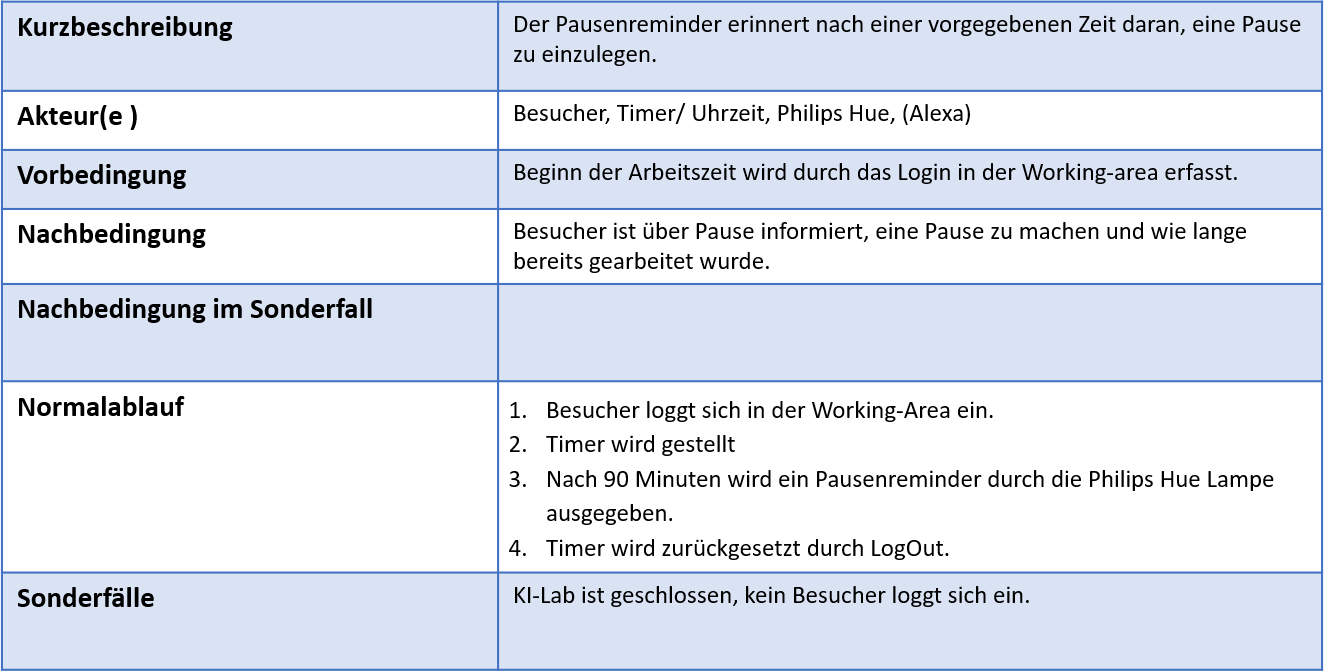 Kurzbeschreibung
Der Pausenreminder erinnert nach einer vorgegebenen Zeit daran, eine Pause
zu einzulegen.
Akteur(e )
Besucher, Timer/ Uhrzeit, Philips Hue, (Alexa)
Vorbedingung
Beginn der Arbeitszeit wird durch das Login in der Working-area erfasst.
Nachbedingung
Besucher ist über Pause informiert, eine Pause zu machen und wie lange
bereits gearbeitet wurde.
Nachbedingung im Sonderfall
Normalablauf
1. Besucher loggt sich in der Working-Area ein.
2. Timer wird gestellt
3. Nach 90 Minuten wird ein Pausenreminder durch die Philips Hue Lampe
ausgegeben.
4. Timer wird zurückgesetzt durch LogOut.
Sonderfälle
KI-Lab ist geschlossen, kein Besucher loggt sich ein.